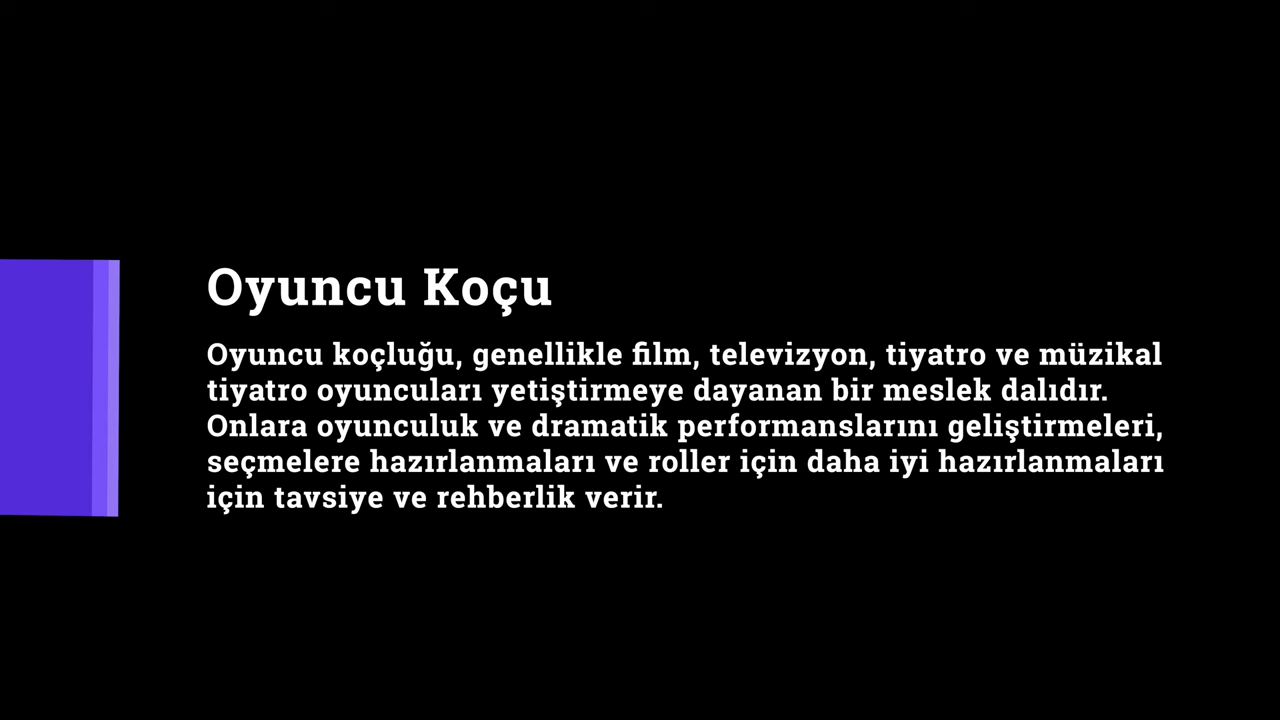 Oyuncu Koçu
Oyuncu koçluğu, genellikle film, televizyon, tiyatro ve müzikal
tiyatro oyuncuları yetiştirmeye dayanan bir meslek dalıdır.
Onlara oyunculuk ve dramatik performanslarını geliştirmeleri,
seçmelere hazırlanmaları ve roller için daha iyi hazırlanmaları
için tavsiye ve rehberlik verir.